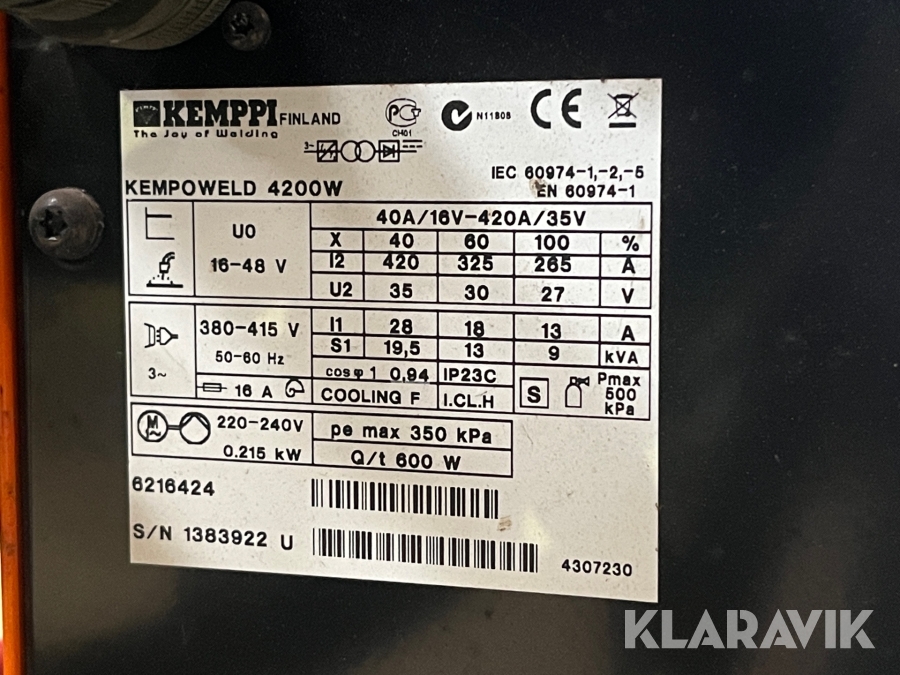 KEMPPI FINLAND
The Joy of Welding
CH01
N11808
CE
3~
IEC 60974-1,-2,-5
EN 60974-1
KEMPOWELD 4200W
40A/16V-420A/35V
U0
16-48 V
X 40 60 100 %
I2 420 325 265 A
U2 35 30 27 V
380-415 V
50-60 Hz
3~
16 A
I1 28 18 13 A
S1 19,5 13 9 kVA
cos φ 1 0,94 IP23C
COOLING F I.CL.H
S
Pmax
500
kPa
M
220-240V
0.215 kW
pe max 350 kPa
Q/t 600 W
6216424
S/N 1383922 U
4307230
KLARAVIK